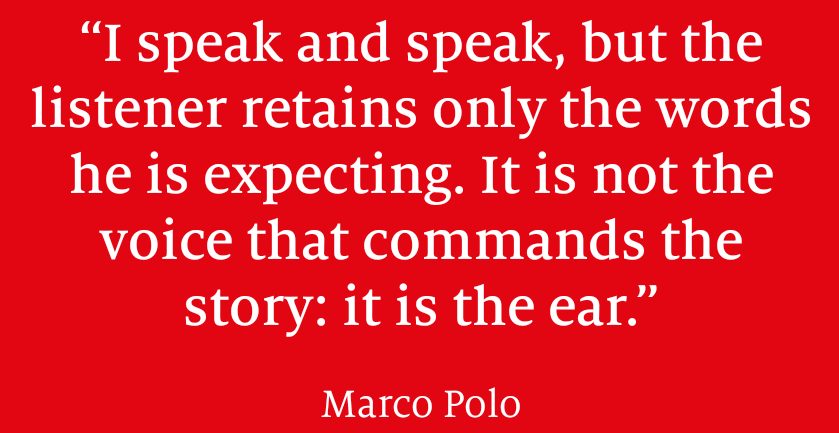 “I speak and speak, but the
listener retains only the words
he is expecting. It is not the
voice that commands the
story: it is the ear.”
Marco Polo